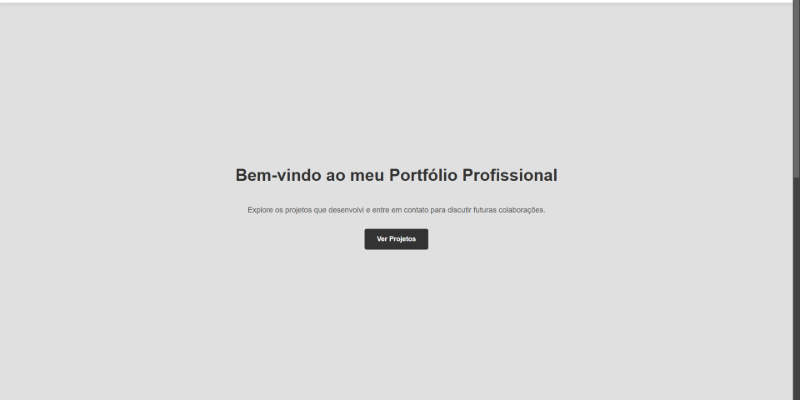 Bem-vindo ao meu Portfólio Profissional
Explore os projetos que desenvolvi e entre em contato para discutir futuras colaborações.
Ver Projetos